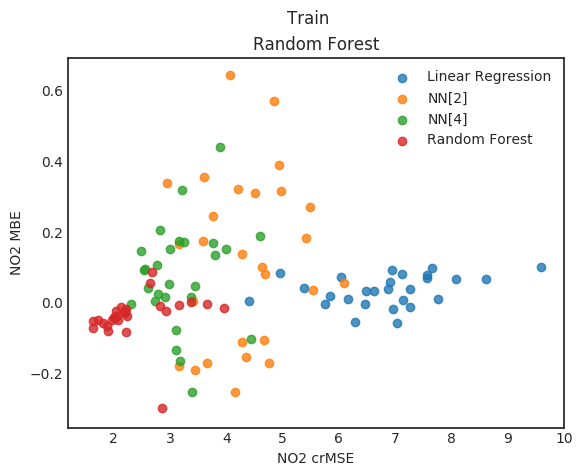 Train
Random Forest
Linear Regression
NN[2]
NN[4]
Random Forest
NO2 MBE
0.6
0.4
0.2
0.0
−0.2
2 3 4 5 6 7 8 9 10
NO2 crMSE